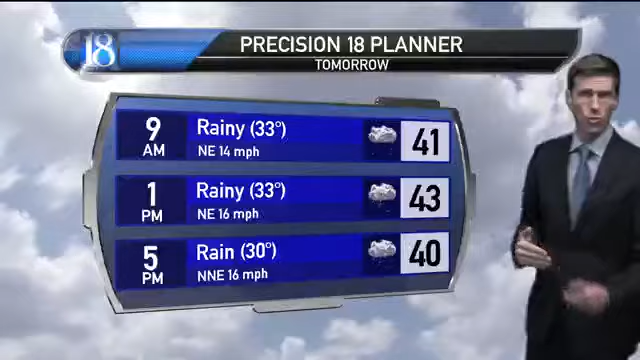 18
PRECISION 18 PLANNER
TOMORROW
9 AM
Rainy (33°)
NE 14 mph
41
1 PM
Rainy (33°)
NE 16 mph
43
5 PM
Rain (30°)
NNE 16 mph
40